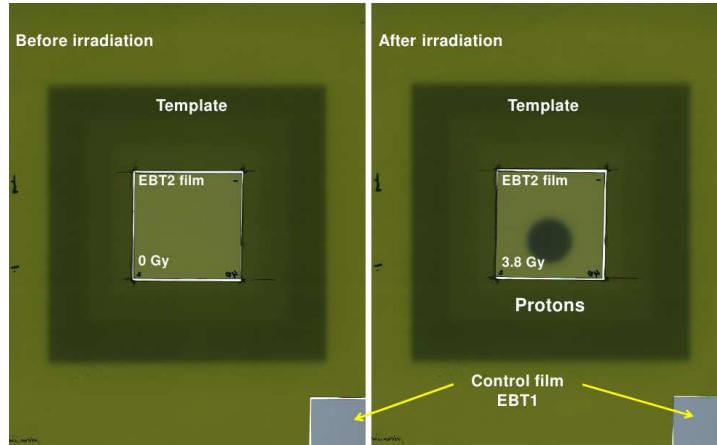 Before irradiation
Template
EBT2 film
0 Gy
After irradiation
Template
EBT2 film
3.8 Gy
Protons
Control film
EBT1